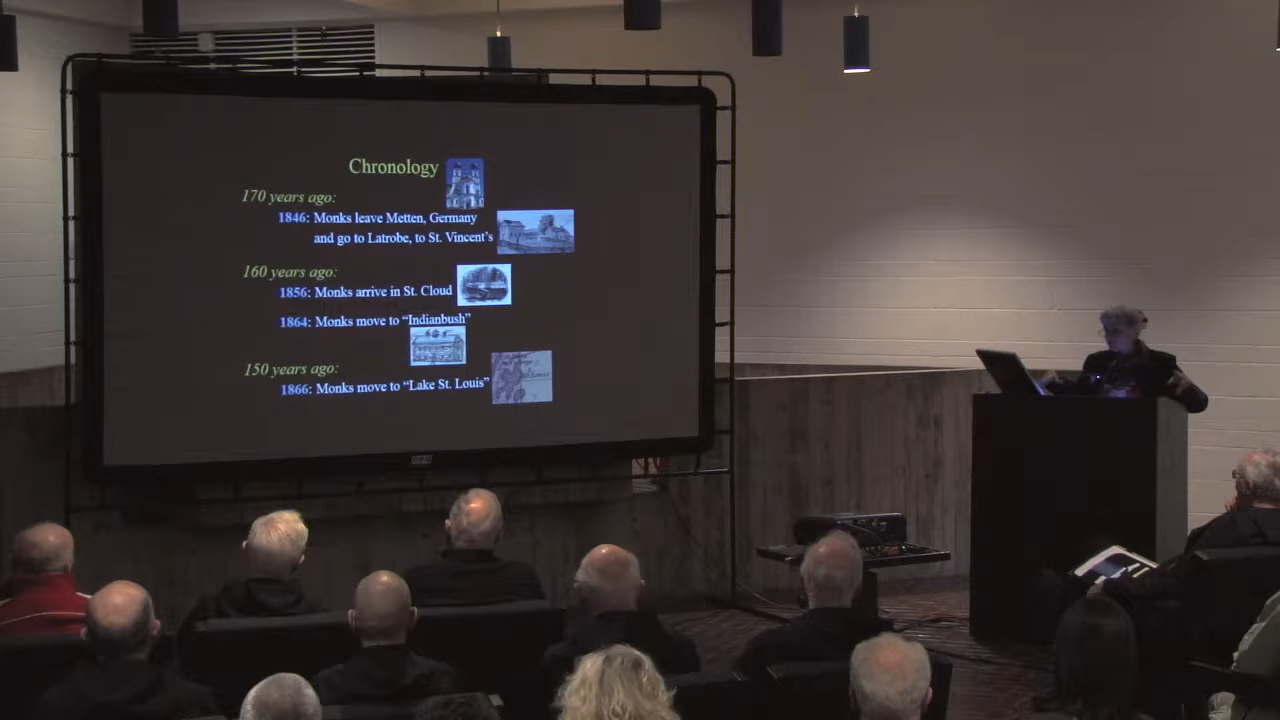 Chronology
170 years ago:
1846: Monks leave Metten, Germany
and go to Latrobe, to St. Vincent's
160 years ago:
1856: Monks arrive in St. Cloud
1864: Monks move to “Indianbush”
150 years ago:
1866: Monks move to “Lake St. Louis”